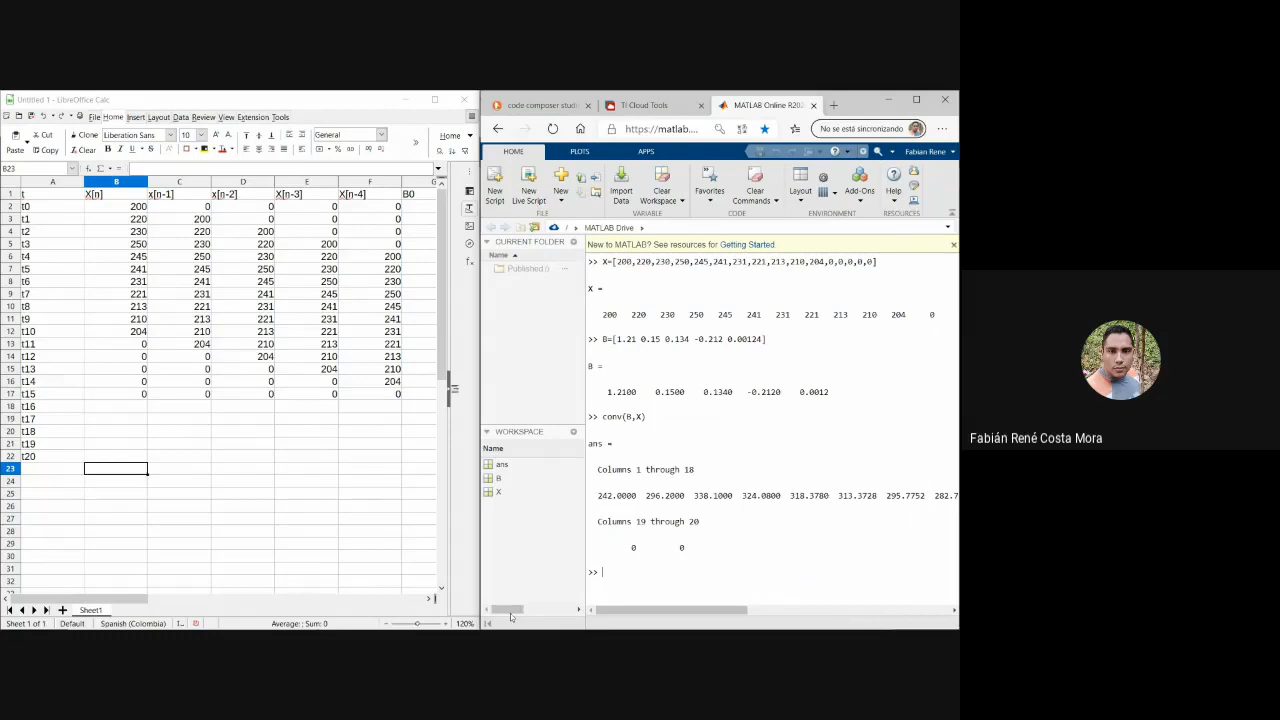 Untitled 1 - LibreOffice Calc
File Home Insert Layout Data Review View Extension Tools
Cut Clone Liberation Sans 10 General Home
Paste Copy Clear
B23
A B C D E F G
1 t X[n] x[n-1] x[n-2] X[n-3] X[n-4] B0
2 t0 200 0 0 0 0
3 t1 220 200 0 0 0
4 t2 230 220 200 0 0
5 t3 250 230 220 200 0
6 t4 245 250 230 220 200
7 t5 241 245 250 230 220
8 t6 231 241 245 250 230
9 t7 221 231 241 245 250
10 t8 213 221 231 241 245
11 t9 210 213 221 231 241
12 t10 204 210 213 221 231
13 t11 0 204 210 213 221
14 t12 0 0 204 210 213
15 t13 0 0 0 204 210
16 t14 0 0 0 0 204
17 t15 0 0 0 0 0
18 t16
19 t17
20 t18
21 t19
22 t20
23
24
25
26
27
28
29
30
31
32
Sheet1
Sheet 1 of 1 Default Spanish (Colombia) Average: ; Sum: 0 120%
code composer stud TI Cloud Tools MATLAB Online R202
https://matlab.... No se está sincronizando
HOME PLOTS APPS Fabian Rene
New Script New Live Script New Import Data Clear Workspace Favorites Clear Commands Layout Add-Ons Help
FILE VARIABLE CODE ENVIRONMENT RESOURCES
MATLAB Drive
CURRENT FOLDER
Name
Published ()
New to MATLAB? See resources for Getting Started
>> X=[200,220,230,250,245,241,231,221,213,210,204,0,0,0,0,0]
X =
200 220 230 250 245 241 231 221 213 210 204 0
>> B=[1.21 0.15 0.134 -0.212 0.00124]
B =
1.2100 0.1500 0.1340 -0.2120 0.0012
>> conv(B,X)
ans =
Columns 1 through 18
242.0000 296.2000 338.1000 324.0800 318.3780 313.3728 295.7752 282.7
Columns 19 through 20
0 0
>>
WORKSPACE
Name
ans
B
X
Fabián René Costa Mora